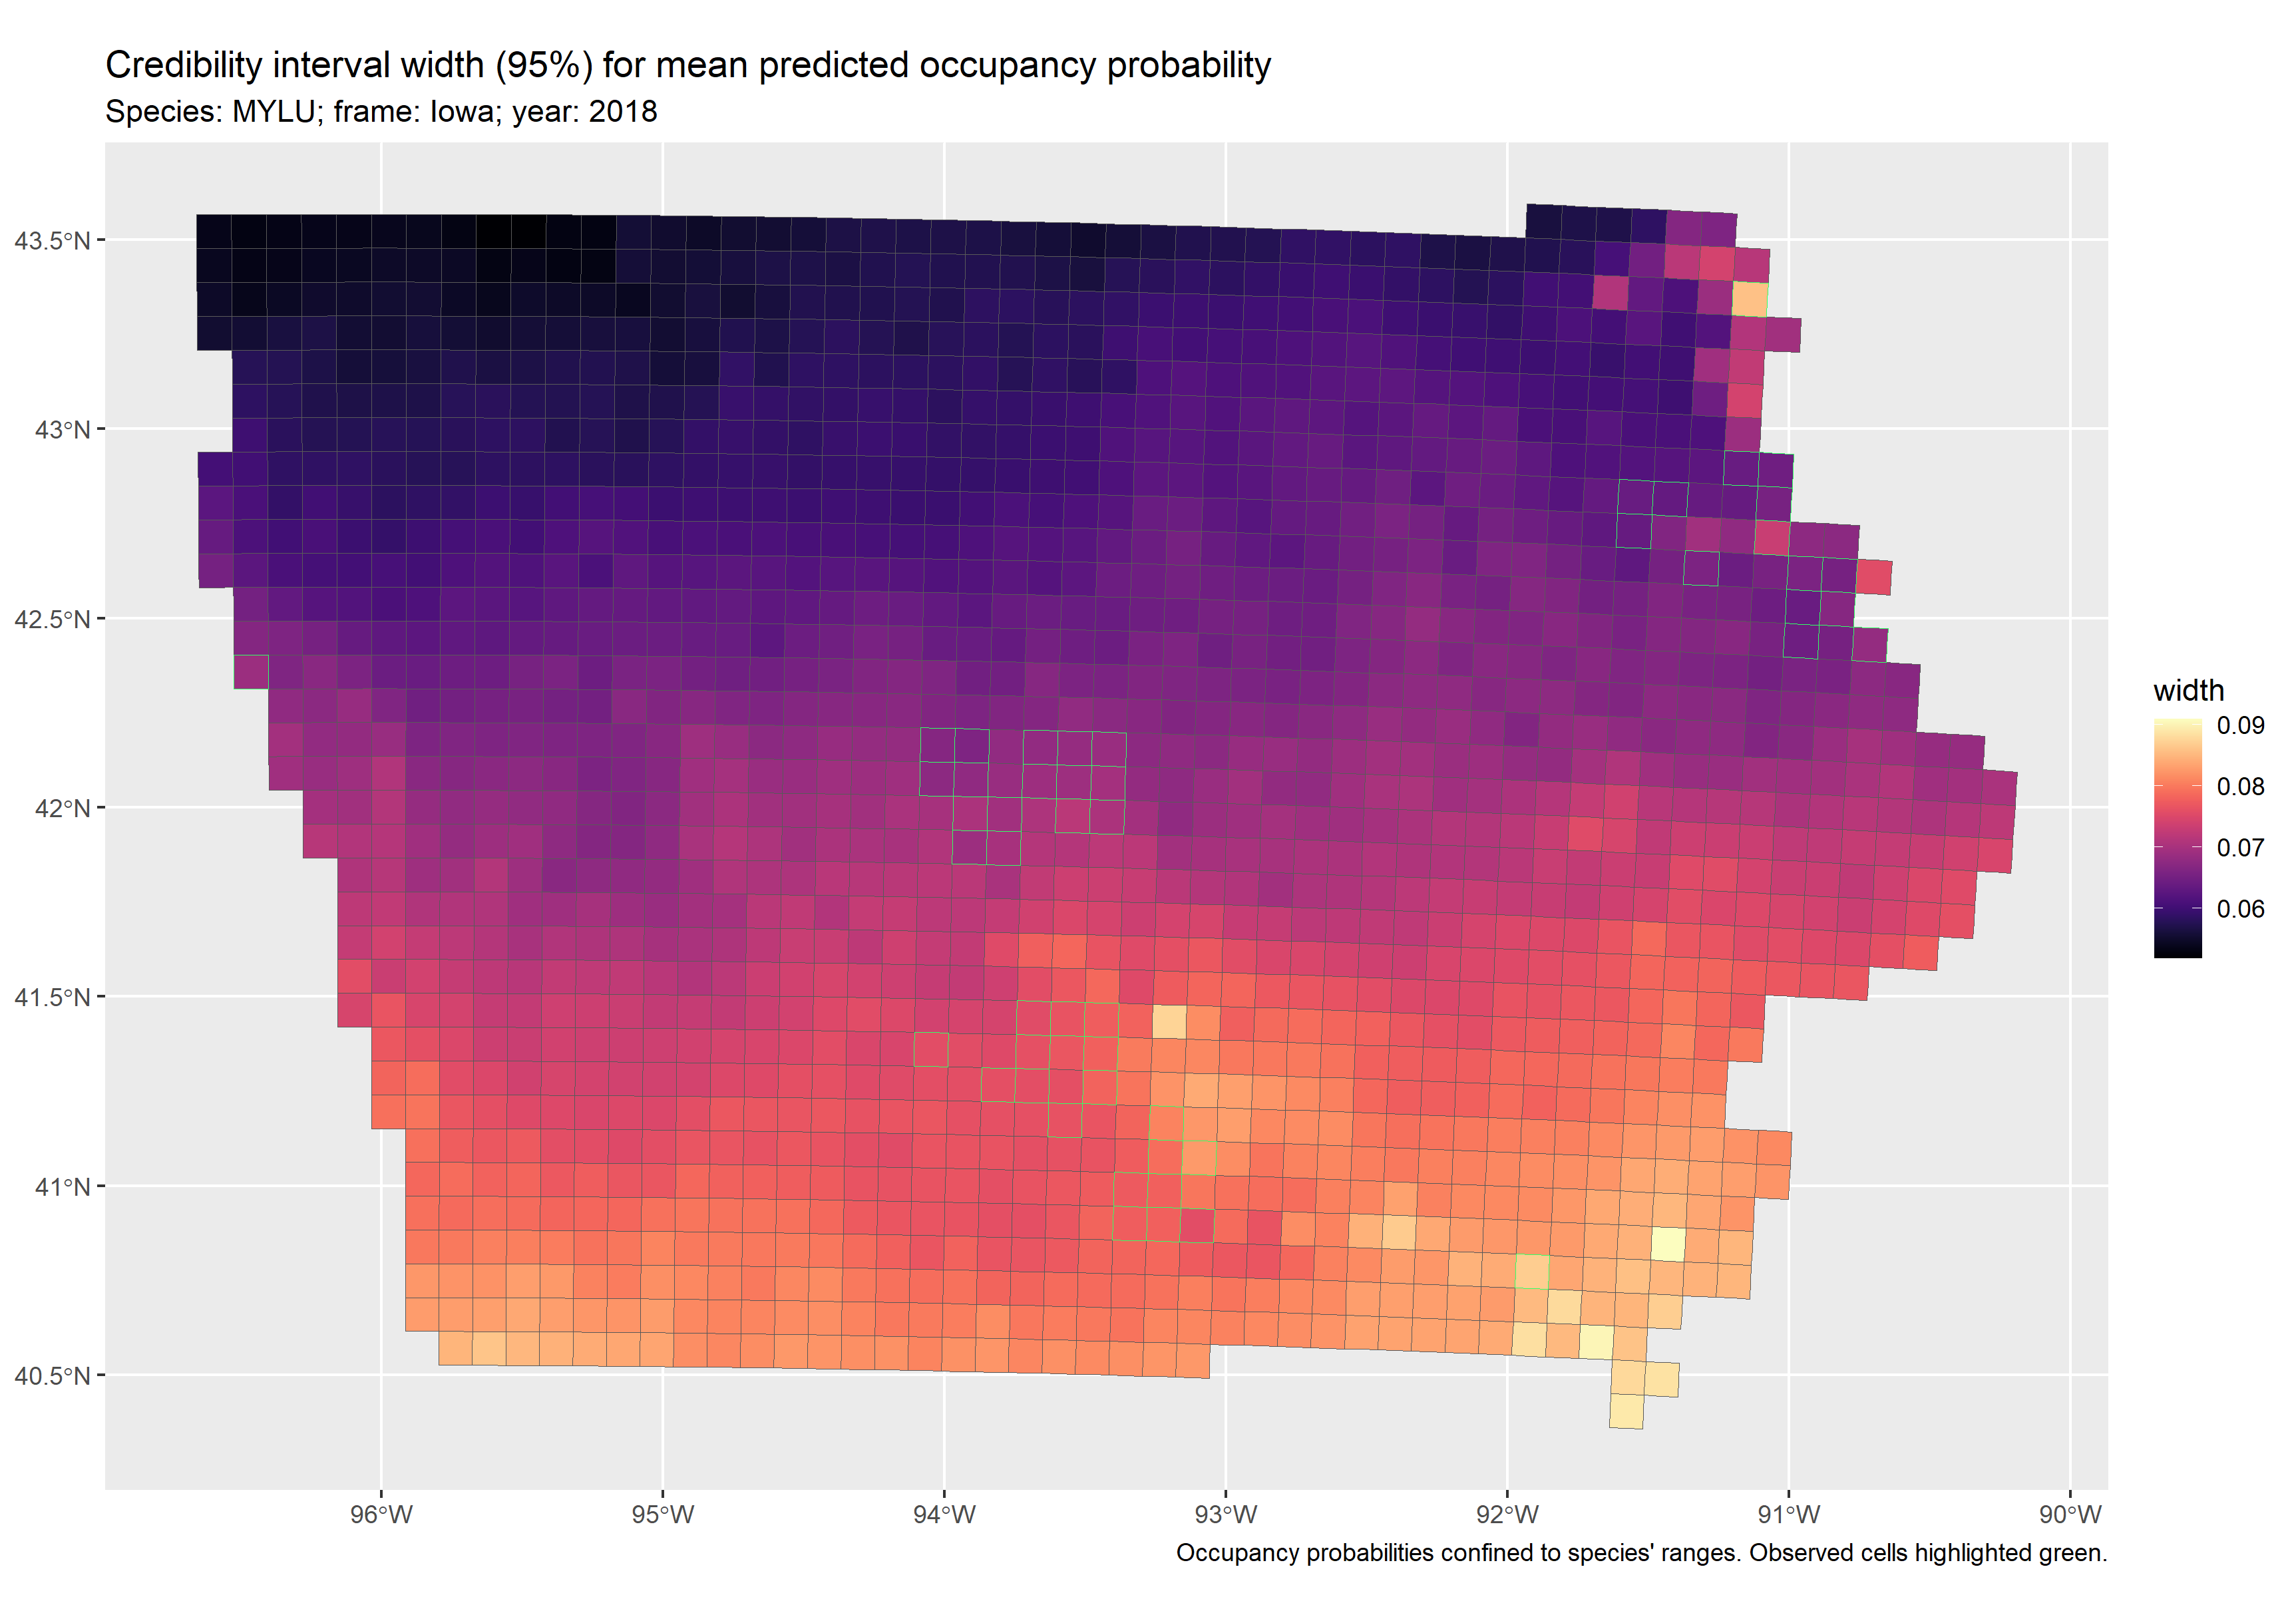 Credibility interval width (95%) for mean predicted occupancy probability
Species: MYLU; frame: Iowa; year: 2018
43.5°N
43°N
42.5°N
42°N
41.5°N
41°N
40.5°N
96°W
95°W
94°W
93°W
92°W
91°W
90°W
width
0.09
0.08
0.07
0.06
Occupancy probabilities confined to species' ranges. Observed cells highlighted green.